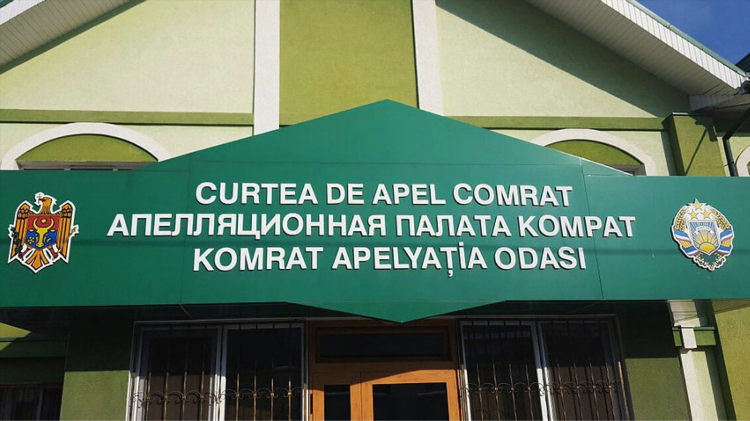 CURTEA DE APEL COMRAT
АПЕЛЛЯЦИОННАЯ ПАЛАТА КОМРАТ
KOMRAT APELYAȚIA ODASI